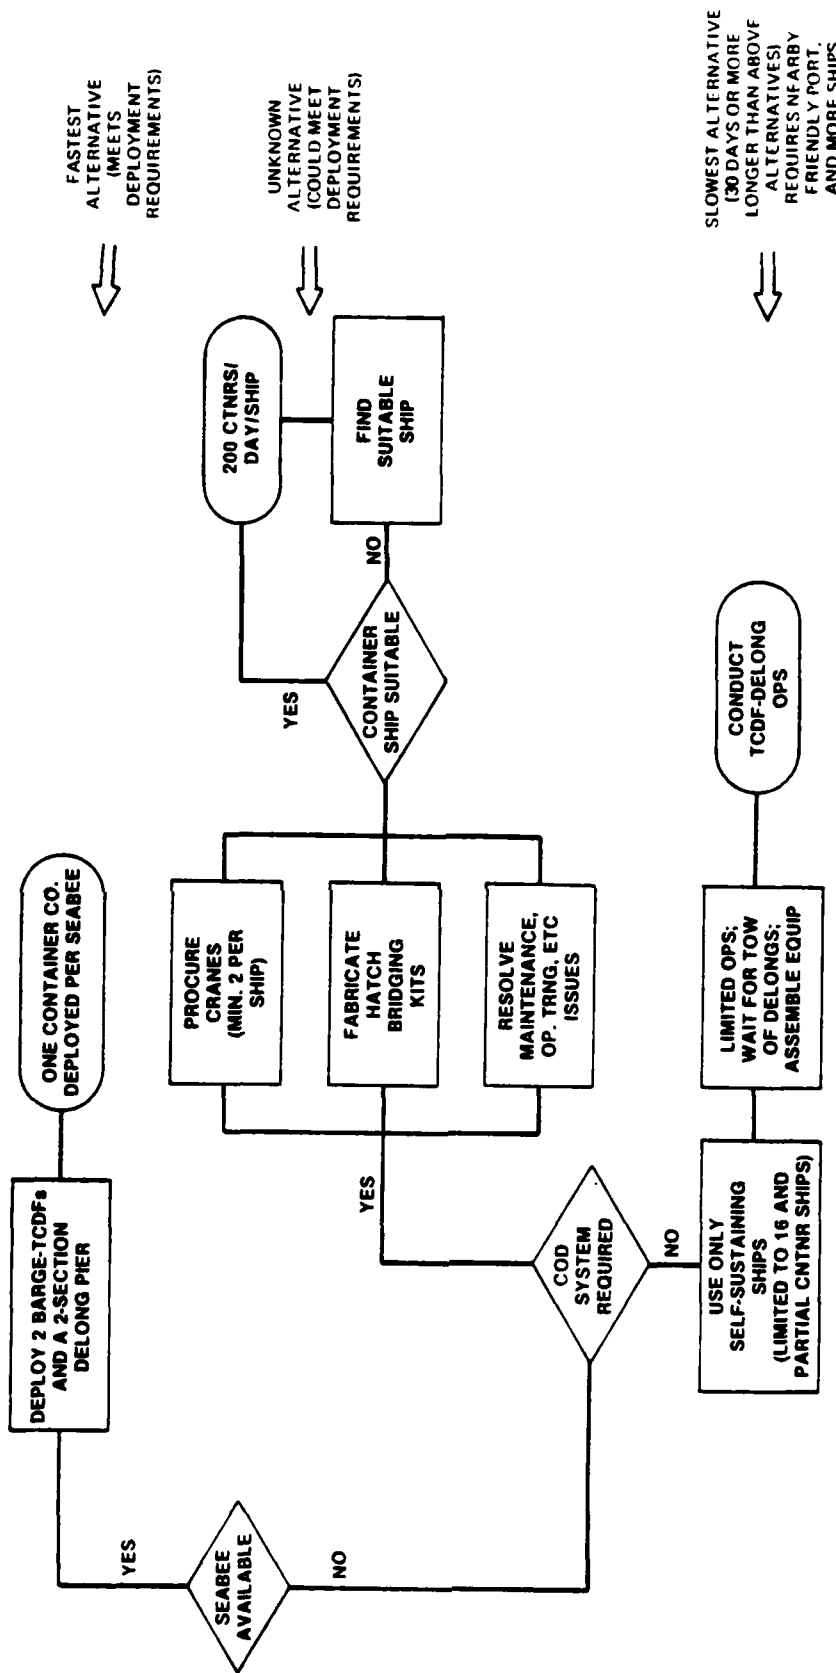 SEABEE
AVAILABLE
YES
NO
DEPLOY 2 BARGE-TCDFs
AND A 2-SECTION
DELONG PIER
ONE CONTAINER CO.
DEPLOYED PER SEABEE
FASTEST
ALTERNATIVE
(MEETS
DEPLOYMENT
REQUIREMENTS)
COD
SYSTEM
REQUIRED
YES
NO
PROCURE
CRANES
(MIN. 2 PER
SHIP)
FABRICATE
HATCH
BRIDGING
KITS
RESOLVE
MAINTENANCE,
OP. TRNG, ETC
ISSUES
CONTAINER
SHIP SUITABLE
YES
NO
200 CTNRS/
DAY/SHIP
FIND
SUITABLE
SHIP
UNKNOWN
ALTERNATIVE
(COULD MEET
DEPLOYMENT
REQUIREMENTS)
USE ONLY
SELF-SUSTAINING
SHIPS
(LIMITED TO 16 AND
PARTIAL CNTNR SHIPS)
LIMITED OPS;
WAIT FOR TOW
OF DELONGS;
ASSEMBLE EQUIP
CONDUCT
TCDF-DELONG
OPS
SLOWEST ALTERNATIVE
(30 DAYS OR MORE
LONGER THAN ABOVE
ALTERNATIVES)
REQUIRES NEARBY
FRIENDLY PORT,
AND MORE SHIPS